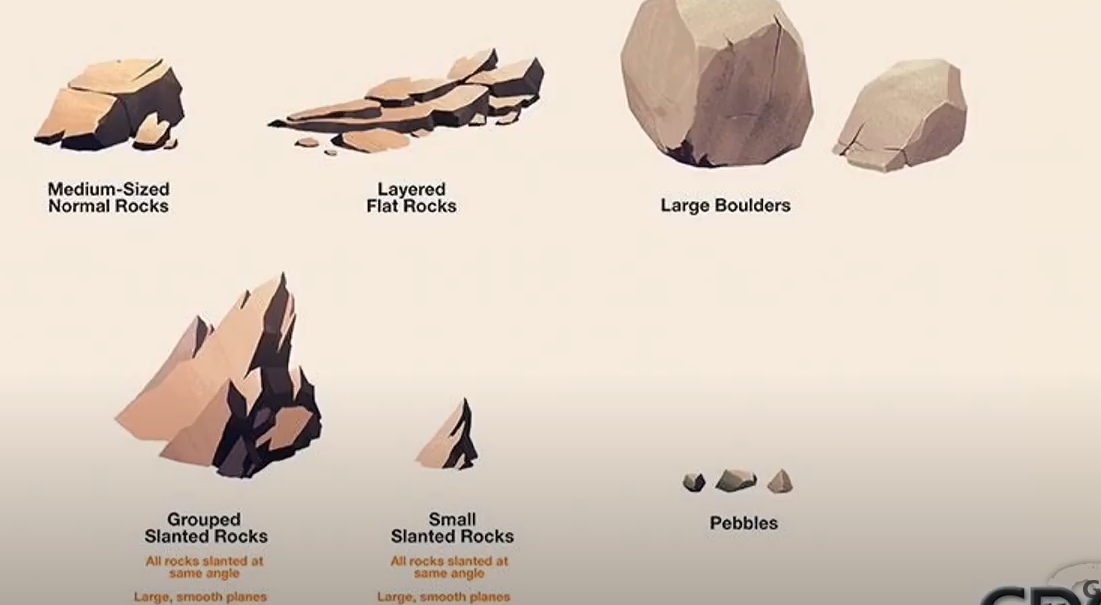 Medium-Sized
Normal Rocks
Layered
Flat Rocks
Large Boulders
Grouped
Slanted Rocks
All rocks slanted at
same angle
Large, smooth planes
Small
Slanted Rocks
All rocks slanted at
same angle
Large, smooth planes
Pebbles